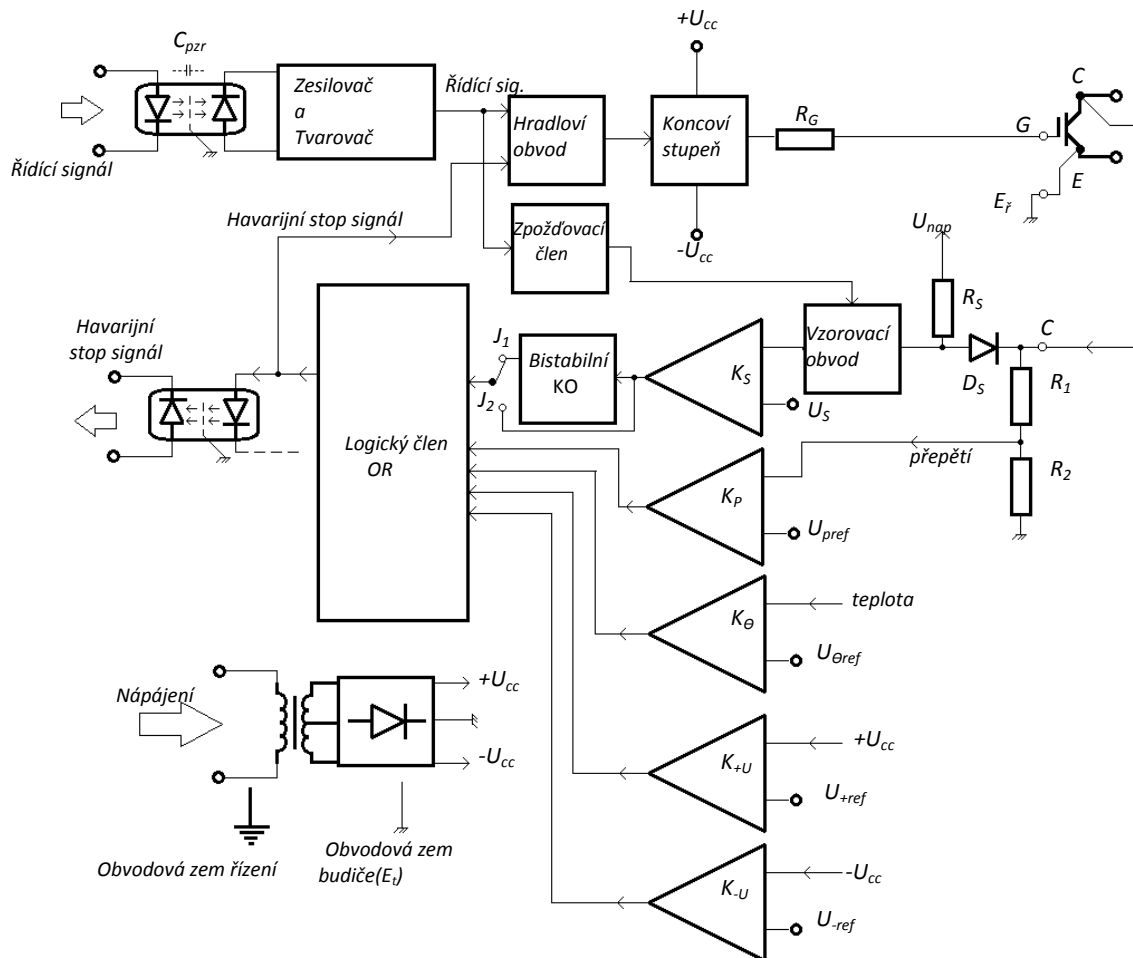 C_pzr
Zesilovač
a
Tvarovač
Řídící signál
Řídící sig.
Hradloví
obvod
+U_cc
Koncoví
stupeň
-U_cc
R_G
G
C
E
E_ř
Havarijní stop signál
Zpožďovací
člen
U_nap
R_S
Vzorovací
obvod
D_S
C
R_1
R_2
přepětí
Havarijní
stop signál
Logický člen
OR
J_1
J_2
Bistabilní
KO
K_S
U_S
K_P
U_pref
K_Θ
teplota
U_Θref
K_+U
+U_cc
U_+ref
K_-U
-U_cc
U_-ref
Nápájení
+U_cc
-U_cc
Obvodová zem řízení
Obvodová zem
budiče(E_t)